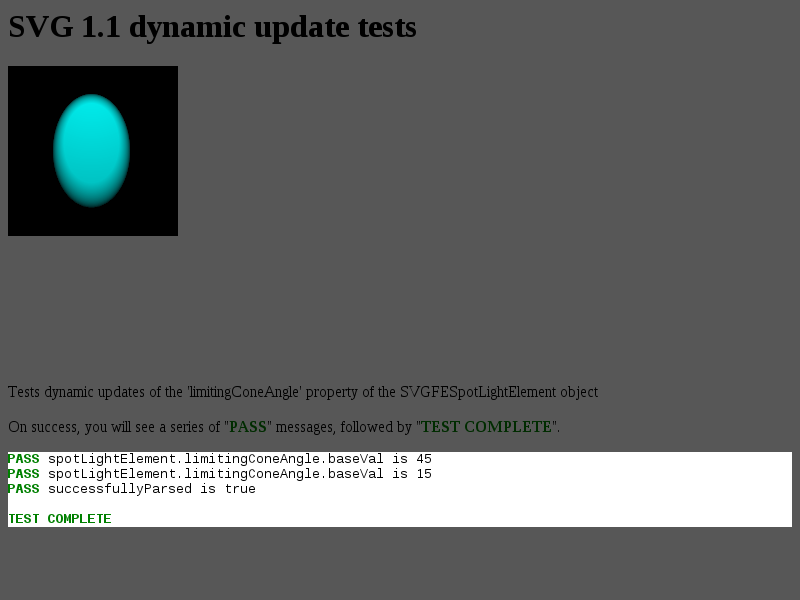 SVG 1.1 dynamic update tests
Tests dynamic updates of the 'limitingConeAngle' property of the SVGFESpotLightElement object
On success, you will see a series of "PASS" messages, followed by "TEST COMPLETE".
PASS spotLightElement.limitingConeAngle.baseVal is 45
PASS spotLightElement.limitingConeAngle.baseVal is 15
PASS successfullyParsed is true
TEST COMPLETE